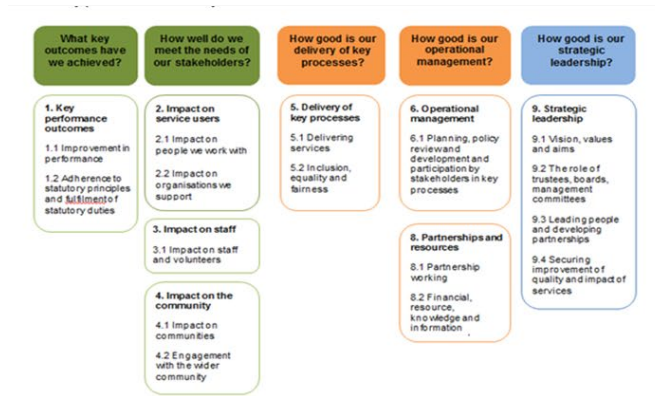 What key
outcomes have
we achieved?
How well do we
meet the needs of
our stakeholders?
How good is our
delivery of key
processes?
How good is our
operational
management?
How good is our
strategic
leadership?
1. Key
performance
outcomes
1.1 Improvement in
performance
1.2 Adherence to
statutory principles
and fulfilment of
statutory duties
2. Impact on
service users
2.1 Impact on
people we work with
2.2 Impact on
organisations we
support
3. Impact on staff
3.1 Impact on staff
and volunteers
4. Impact on the
community
4.1 Impact on
communities
4.2 Engagement
with the wider
community
5. Delivery of
key processes
5.1 Delivering
services
5.2 Inclusion,
equality and
fairness
6. Operational
management
6.1 Planning, policy
review and
development and
participation by
stakeholders in key
processes
8. Partnerships and
resources
8.1 Partnership
working
8.2 Financial,
resource,
knowledge and
information
9. Strategic
leadership
9.1 Vision, values
and aims
9.2 The role of
trustees, boards,
management
committees
9.3 Leading people
and developing
partnerships
9.4 Securing
improvement of
quality and impact of
services